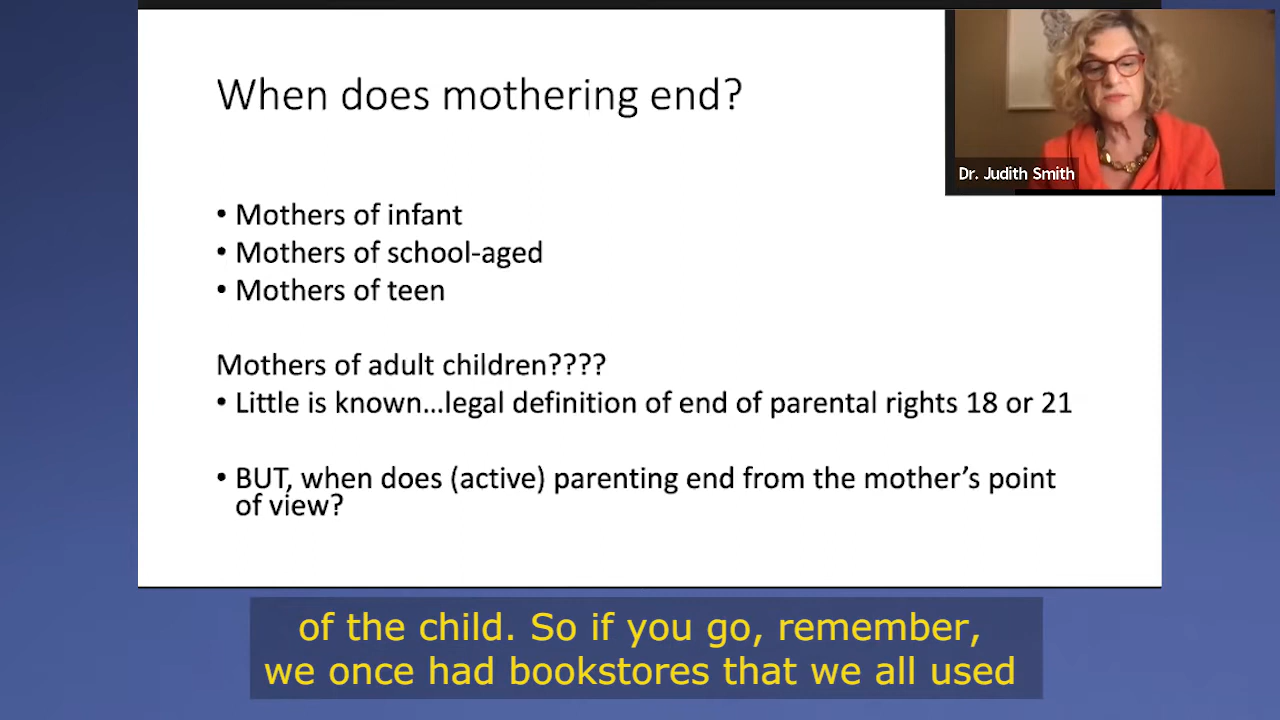 When does mothering end?
• Mothers of infant
• Mothers of school-aged
• Mothers of teen
Mothers of adult children????
• Little is known...legal definition of end of parental rights 18 or 21
• BUT, when does (active) parenting end from the mother’s point
of view?
Dr. Judith Smith
of the child. So if you go, remember,
we once had bookstores that we all used